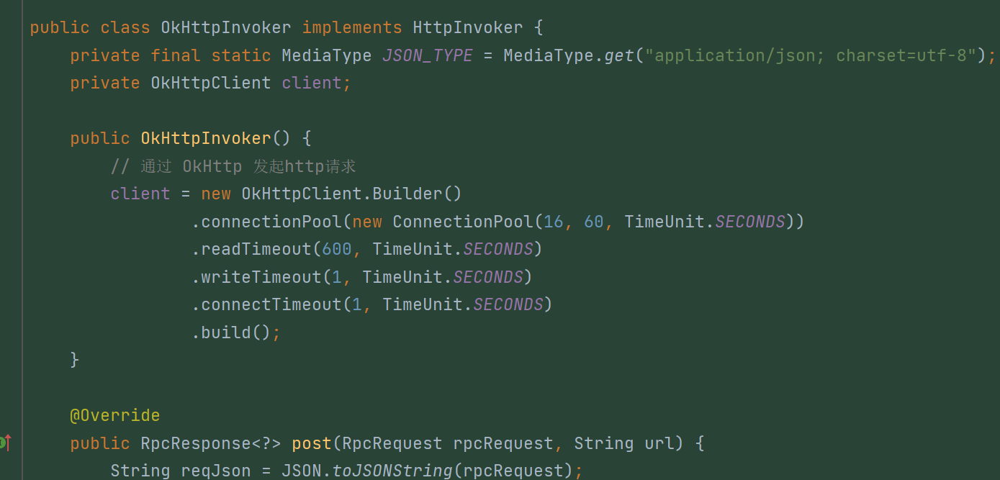 public class OkHttpInvoker implements HttpInvoker {
private final static MediaType JSON_TYPE = MediaType.get("application/json; charset=utf-8");
private OkHttpClient client;
public OkHttpInvoker() {
// 通过 OkHttp 发起http请求
client = new OkHttpClient.Builder()
.connectionPool(new ConnectionPool(16, 60, TimeUnit.SECONDS))
.readTimeout(600, TimeUnit.SECONDS)
.writeTimeout(1, TimeUnit.SECONDS)
.connectTimeout(1, TimeUnit.SECONDS)
.build();
}
@Override
public RpcResponse<?> post(RpcRequest rpcRequest, String url) {
String reqJson = JSON.toJSONString(rpcRequest);